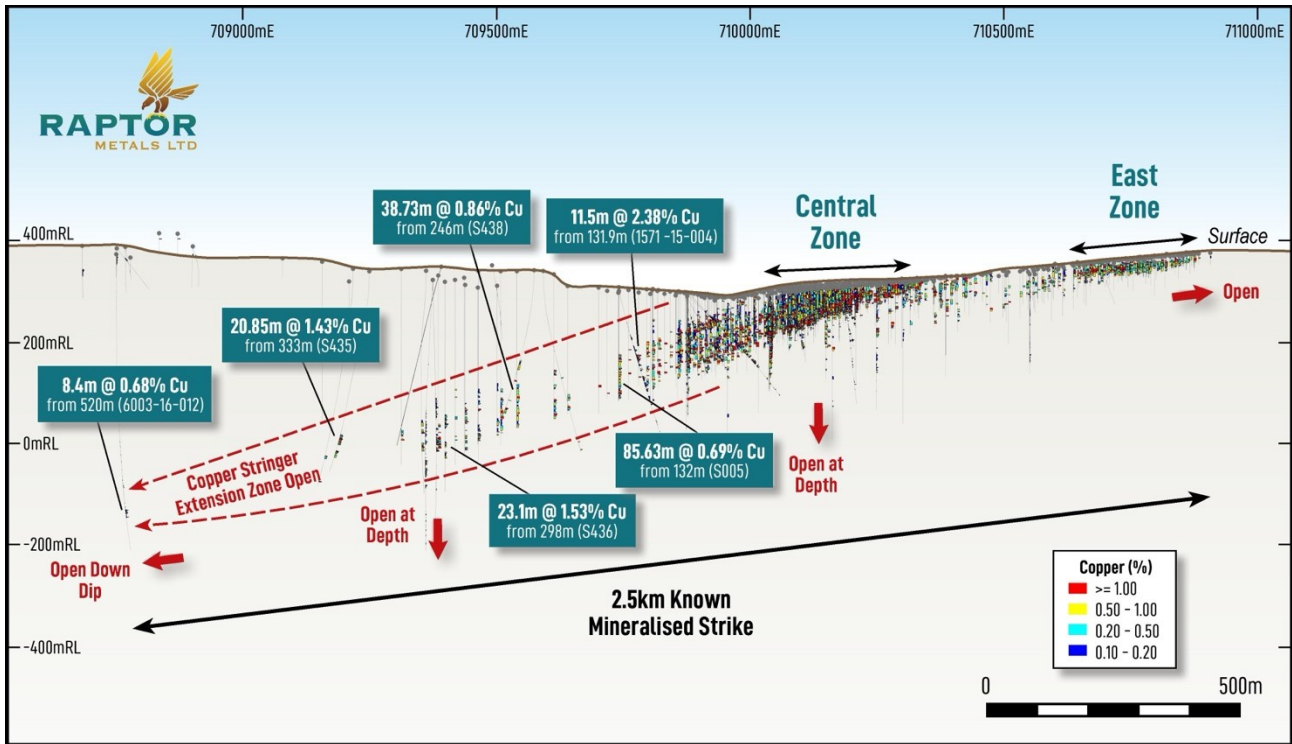 709000mE
709500mE
710000mE
710500mE
711000mE
RAPTOR
METALS LTD
East
Zone
Central
Zone
38.73m @ 0.86% Cu
from 246m (S438)
11.5m @ 2.38% Cu
from 131.9m (1571 -15-004)
400mRL
Surface
Open
20.85m @ 1.43% Cu
from 333m (S435)
200mRL
8.4m @ 0.68% Cu
from 520m (6003-16-012)
0mRL
85.63m @ 0.69% Cu
from 132m (S005)
Open at
Depth
Copper Stringer
Extension Zone Open
23.1m @ 1.53% Cu
from 298m (S436)
Open at
Depth
-200mRL
Open Down
Dip
2.5km Known
Mineralised Strike
-400mRL
Copper (%)
>= 1.00
0.50 - 1.00
0.20 - 0.50
0.10 - 0.20
0
500m